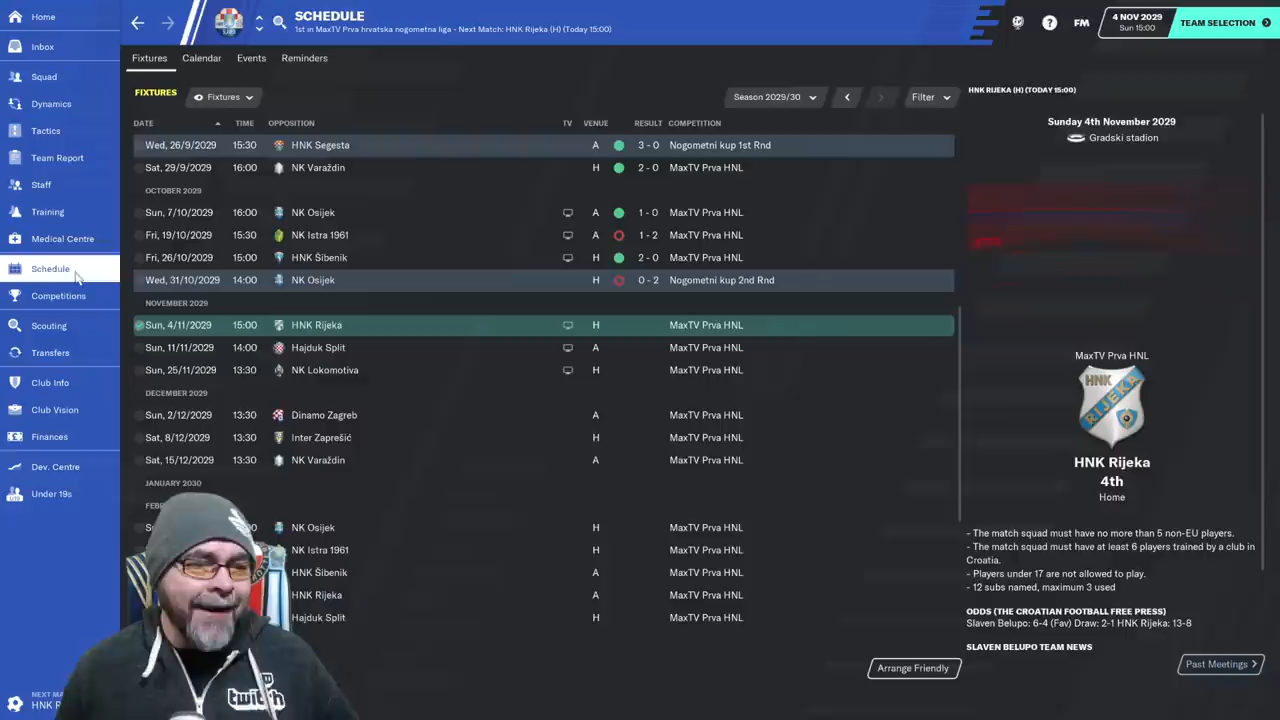 Home
Inbox
Squad
Dynamics
Tactics
Team Report
Staff
Training
Medical Centre
Schedule
Competitions
Scouting
Transfers
Club Info
Club Vision
Finances
Dev. Centre
Under 19s
NEXT MA
HNK R
SCHEDULE
1st in MaxTV Prva hrvatska nogometna liga - Next Match: HNK Rijeka (H) (Today 15:00)
FM
4 NOV 2029
Sun 15:00
TEAM SELECTION
Fixtures Calendar Events Reminders
FIXTURES Fixtures Season 2029/30 Filter
DATE TIME OPPOSITION TV VENUE RESULT COMPETITION
Wed, 26/9/2029 15:30 HNK Segesta A 3 - 0 Nogometni kup 1st Rnd
Sat, 29/9/2029 16:00 NK Varaždin H 2 - 0 MaxTV Prva HNL
OCTOBER 2029
Sun, 7/10/2029 16:00 NK Osijek A 1 - 0 MaxTV Prva HNL
Fri, 19/10/2029 15:30 NK Istra 1961 A 1 - 2 MaxTV Prva HNL
Fri, 26/10/2029 15:00 HNK Šibenik H 2 - 0 MaxTV Prva HNL
Wed, 31/10/2029 14:00 NK Osijek H 0 - 2 Nogometni kup 2nd Rnd
NOVEMBER 2029
Sun, 4/11/2029 15:00 HNK Rijeka H MaxTV Prva HNL
Sun, 11/11/2029 14:00 Hajduk Split A MaxTV Prva HNL
Sun, 25/11/2029 13:30 NK Lokomotiva H MaxTV Prva HNL
DECEMBER 2029
Sun, 2/12/2029 13:30 Dinamo Zagreb A MaxTV Prva HNL
Sat, 8/12/2029 13:30 Inter Zaprešić H MaxTV Prva HNL
Sat, 15/12/2029 13:30 NK Varaždin A MaxTV Prva HNL
JANUARY 2030
NK Osijek H MaxTV Prva HNL
NK Istra 1961 H MaxTV Prva HNL
HNK Šibenik A MaxTV Prva HNL
HNK Rijeka A MaxTV Prva HNL
Hajduk Split H MaxTV Prva HNL
Arrange Friendly
HNK RIJEKA (H) (TODAY 15:00)
Sunday 4th November 2029
Gradski stadion
MaxTV Prva HNL
HNK
RIJEKA
HNK Rijeka
4th
Home
- The match squad must have no more than 5 non-EU players.
- The match squad must have at least 6 players trained by a club in
Croatia.
- Players under 17 are not allowed to play.
- 12 subs named, maximum 3 used
ODDS (THE CROATIAN FOOTBALL FREE PRESS)
Slaven Belupo: 6-4 (Fav) Draw: 2-1 HNK Rijeka: 13-8
SLAVEN BELUPO TEAM NEWS
Past Meetings
twitch